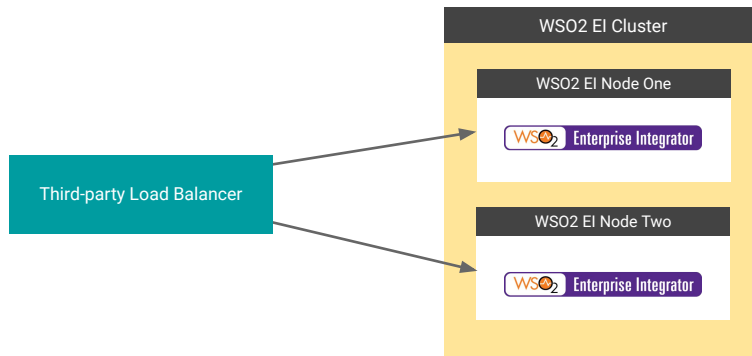 WSO2 EI Cluster
WSO2 EI Node One
WSO2 Enterprise Integrator
Third-party Load Balancer
WSO2 EI Node Two
WSO2 Enterprise Integrator